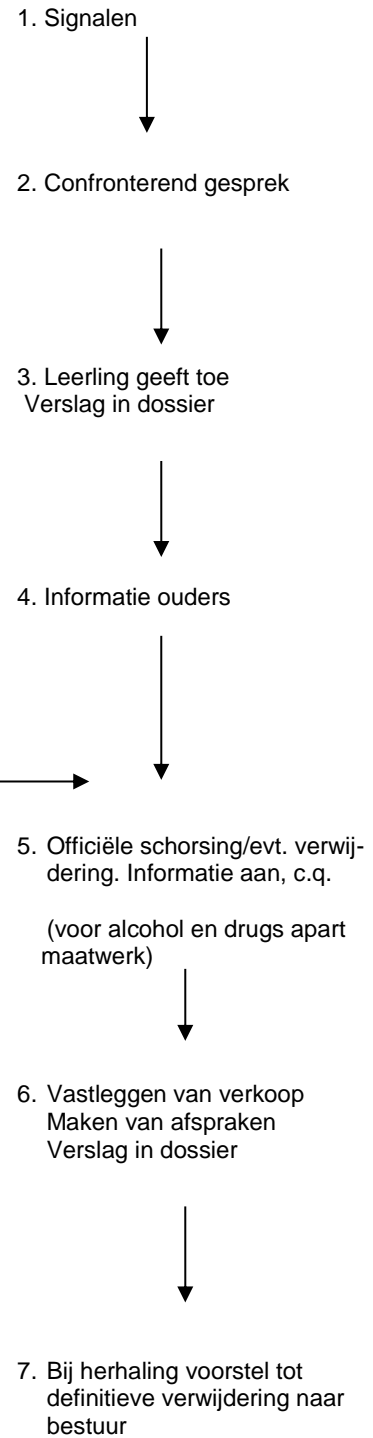 1. Signalen
2. Confronterend gesprek
3. Leerling geeft toe
Verslag in dossier
4. Informatie ouders
5. Officiële schorsing/evt. verwij-
dering. Informatie aan, c.q.
(voor alcohol en drugs apart
maatwerk)
6. Vastleggen van verkoop
Maken van afspraken
Verslag in dossier
7. Bij herhaling voorstel tot
definitieve verwijdering naar
bestuur